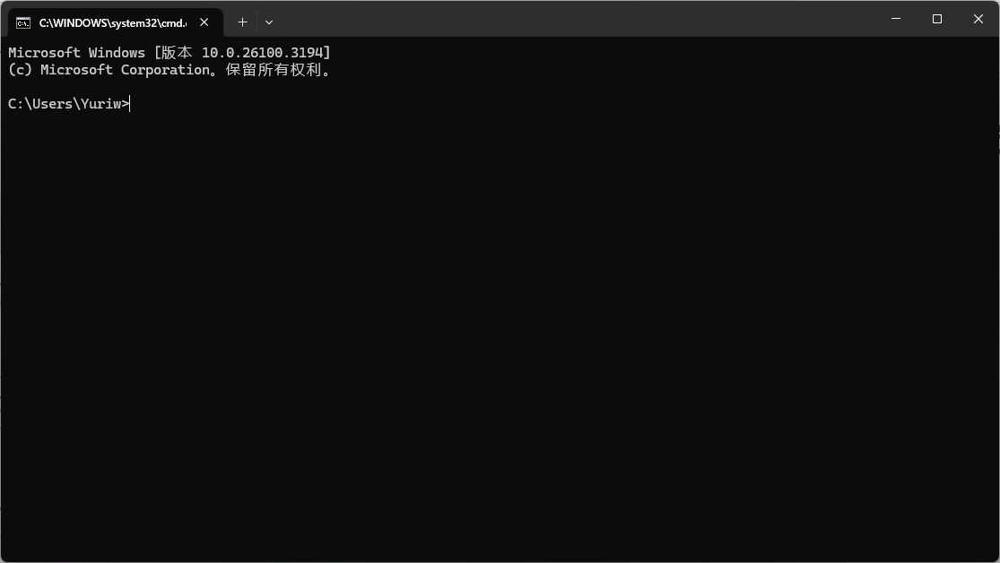 C:\WINDOWS\system32\cmd.
Microsoft Windows [版本 10.0.26100.3194]
(c) Microsoft Corporation。保留所有权利。
C:\Users\Yuriw>